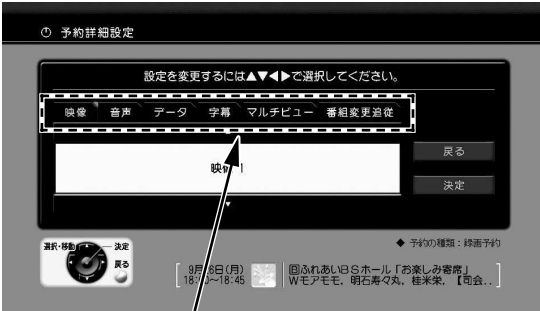 予約詳細設定
設定を変更するには▲▼◀▶で選択してください。
映像 音声 データ 字幕 マルチビュー 番組変更追従
戻る
映像1
決定
◆ 予約の種類：録画予約
選択・移動 決定
戻る
9月 6日(月)
18: 0～18:45
回ふれあいBSホール「お楽しみ寄席」
Wモアモモ，明石寿々丸，桂米栄，【司会..